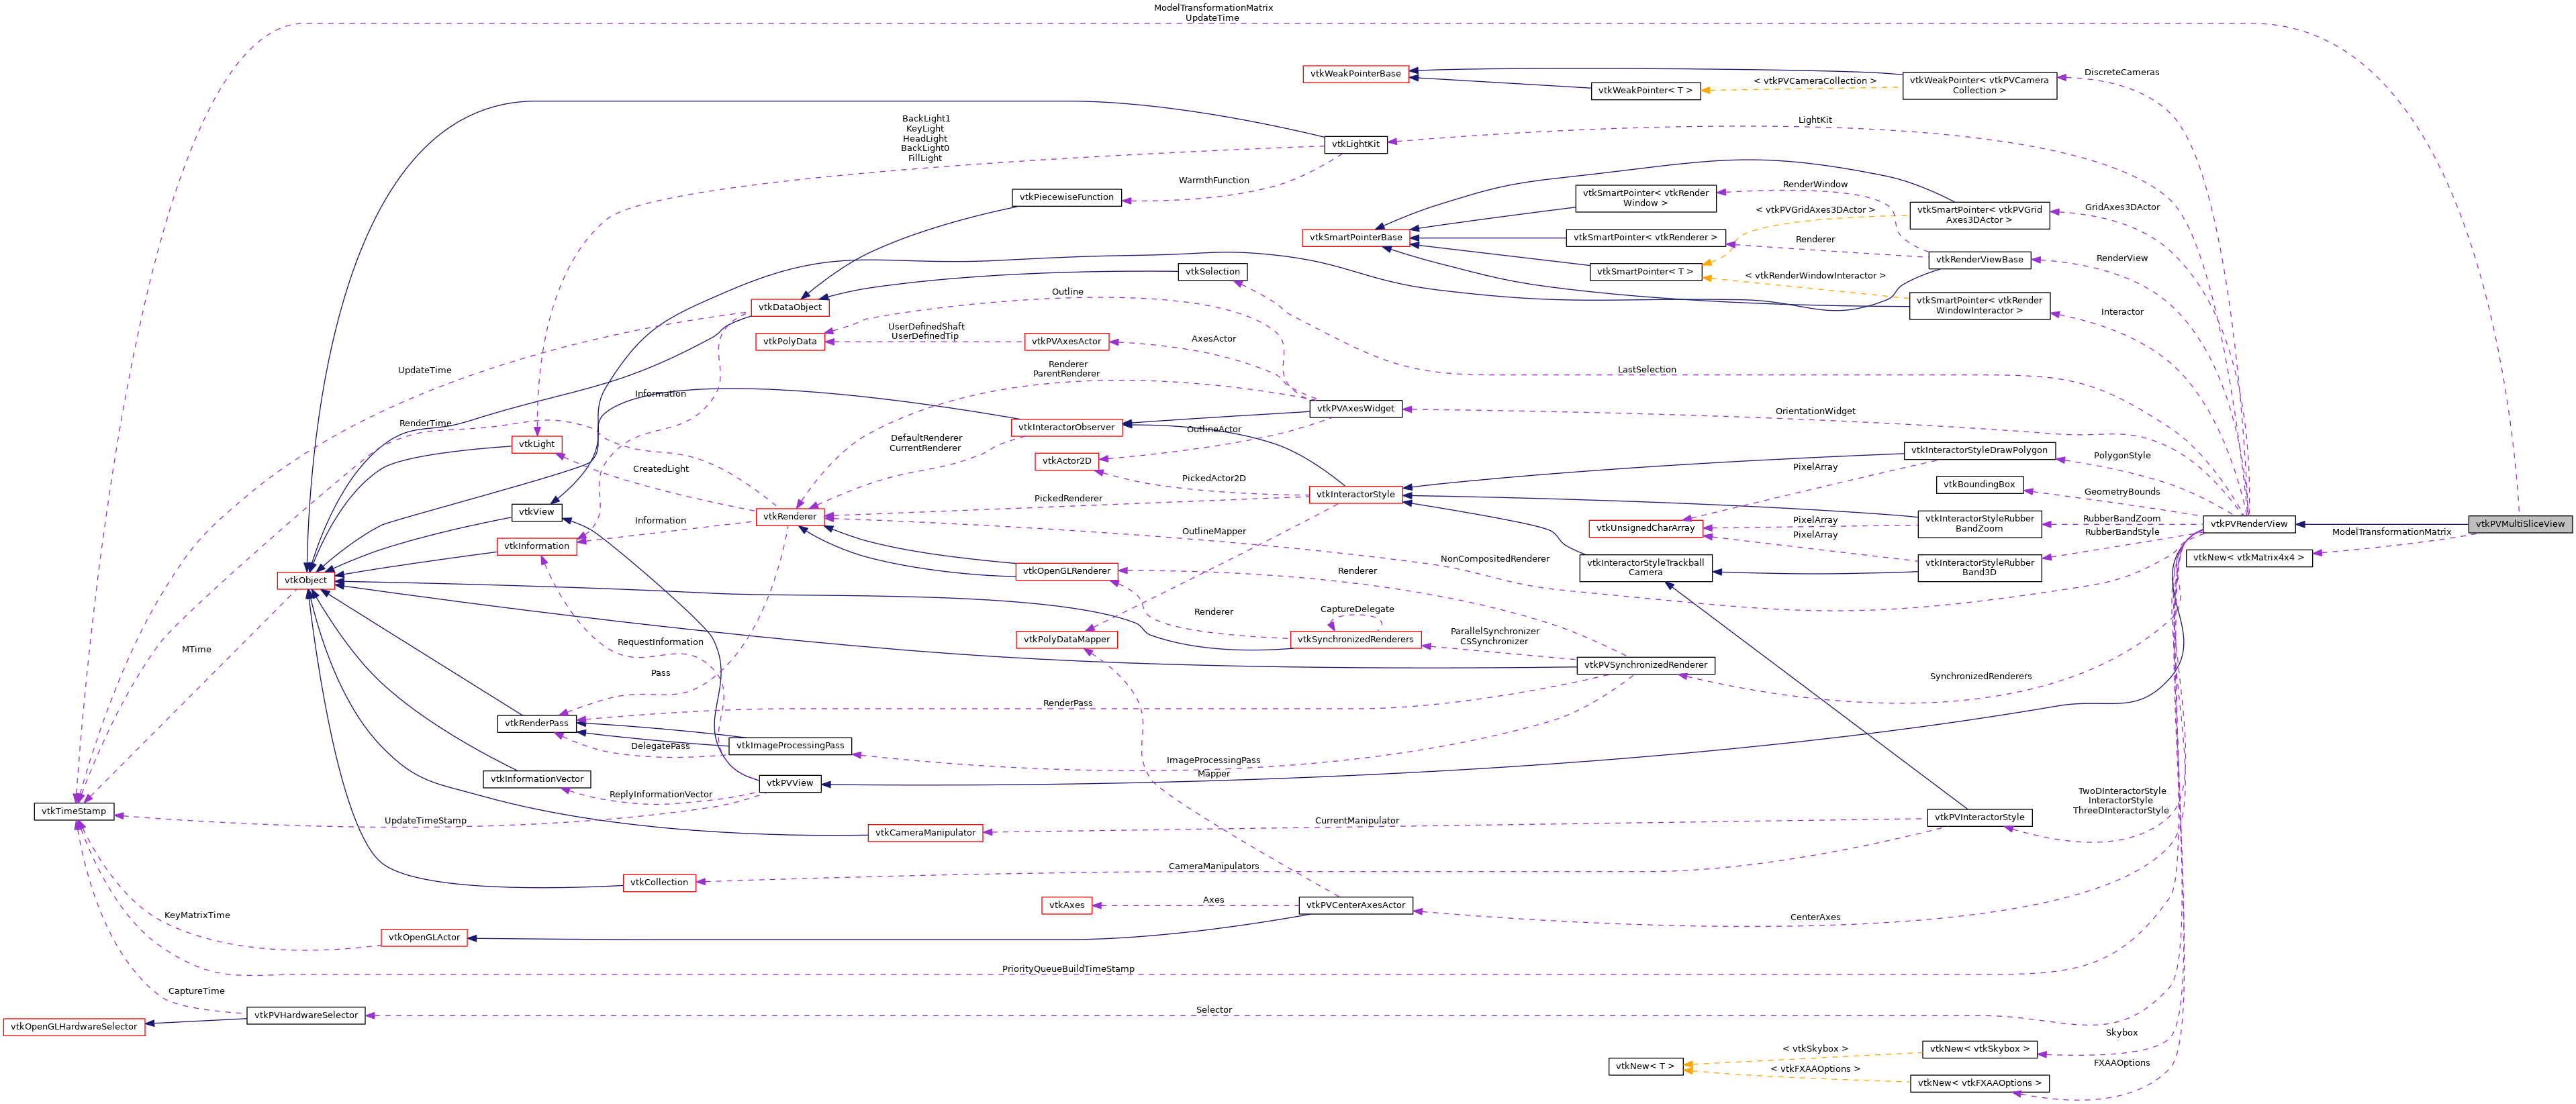 ModelTransformationMatrix
UpdateTime
vtkWeakPointerBase
vtkWeakPointer< T >
< vtkPVCameraCollection >
vtkWeakPointer< vtkPVCamera
Collection >
DiscreteCameras
BackLight1
KeyLight
HeadLight
BackLight0
FillLight
vtkLightKit
LightKit
WarmthFunction
vtkPiecewiseFunction
vtkSmartPointer< vtkRender
Window >
RenderWindow
< vtkPVGridAxes3DActor >
vtkSmartPointer< vtkPVGrid
Axes3DActor >
GridAxes3DActor
vtkSmartPointerBase
vtkSmartPointer< vtkRenderer >
Renderer
vtkRenderViewBase
RenderView
vtkSelection
vtkSmartPointer< T >
< vtkRenderWindowInteractor >
vtkSmartPointer< vtkRender
WindowInteractor >
Interactor
vtkDataObject
Outline
vtkPolyData
UserDefinedShaft
UserDefinedTip
vtkPVAxesActor
AxesActor
UpdateTime
Renderer
ParentRenderer
LastSelection
Information
vtkPVAxesWidget
OrientationWidget
RenderTime
vtkInteractorObserver
OutlineActor
vtkLight
DefaultRenderer
CurrentRenderer
vtkActor2D
vtkInteractorStyleDrawPolygon
PolygonStyle
CreatedLight
PixelArray
PickedActor2D
vtkBoundingBox
GeometryBounds
vtkInteractorStyle
PickedRenderer
vtkView
vtkRenderer
Information
vtkUnsignedCharArray
PixelArray
PixelArray
vtkInteractorStyleRubber
BandZoom
RubberBandZoom
RubberBandStyle
vtkPVRenderView
ModelTransformationMatrix
vtkPVMultiSliceView
OutlineMapper
vtkInformation
NonCompositedRenderer
vtkNew< vtkMatrix4x4 >
vtkObject
vtkOpenGLRenderer
Renderer
vtkInteractorStyleTrackball
Camera
vtkInteractorStyleRubber
Band3D
Renderer
CaptureDelegate
vtkPolyDataMapper
vtkSynchronizedRenderers
ParallelSynchronizer
CSSynchronizer
RequestInformation
MTime
vtkPVSynchronizedRenderer
Pass
SynchronizedRenderers
RenderPass
vtkRenderPass
DelegatePass
vtkImageProcessingPass
ImageProcessingPass
Mapper
vtkInformationVector
vtkPVView
ReplyInformationVector
TwoDInteractorStyle
InteractorStyle
ThreeDInteractorStyle
vtkTimeStamp
UpdateTimeStamp
vtkCameraManipulator
CurrentManipulator
vtkPVInteractorStyle
CameraManipulators
vtkCollection
vtkAxes
Axes
vtkPVCenterAxesActor
CenterAxes
KeyMatrixTime
vtkOpenGLActor
PriorityQueueBuildTimeStamp
CaptureTime
vtkOpenGLHardwareSelector
vtkPVHardwareSelector
Selector
Skybox
< vtkSkybox >
vtkNew< vtkSkybox >
vtkNew< T >
< vtkFXAAOptions >
FXAAOptions
vtkNew< vtkFXAAOptions >